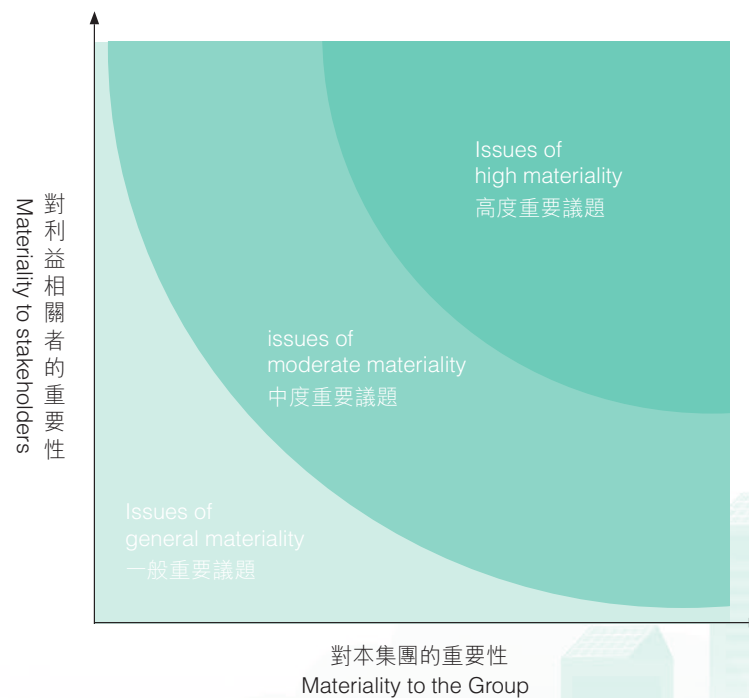 Issues of
high materiality
高度重要議題
對利益相關者的重要性
Materiality to stakeholders
issues of
moderate materiality
中度重要議題
Issues of
general materiality
一般重要議題
對本集團的重要性
Materiality to the Group